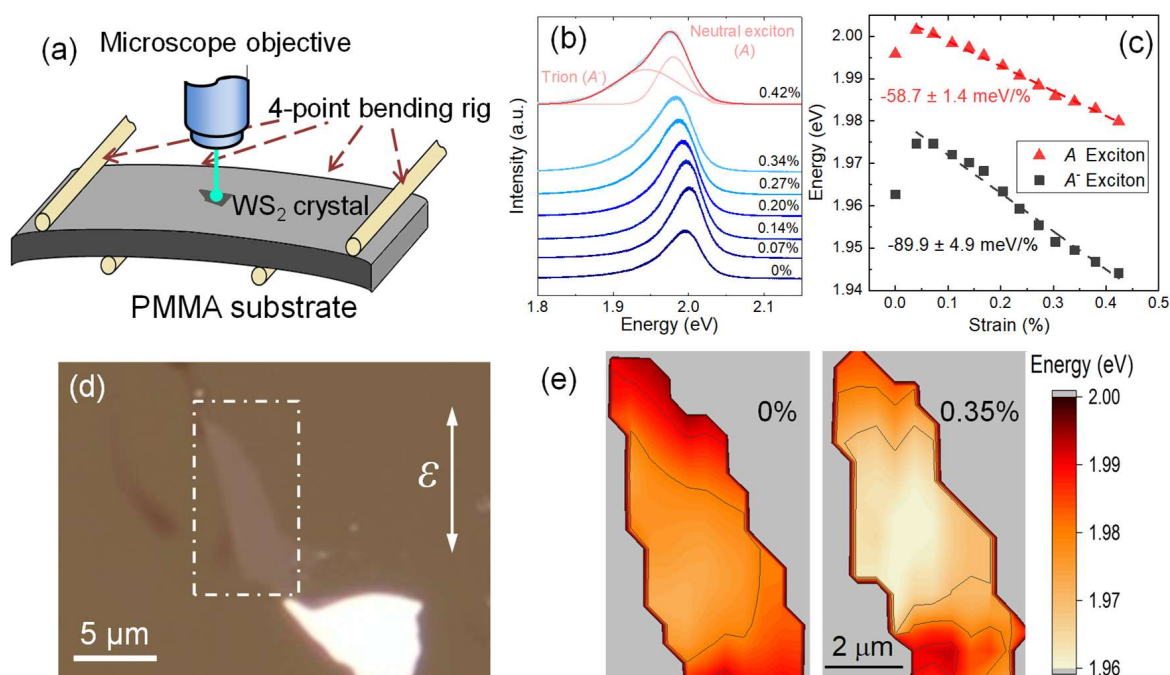 (a)
Microscope objective
4-point bending rig
WS₂ crystal
PMMA substrate
(b)
Neutral exciton
(A)
Trion (A⁻)
0.42%
0.34%
0.27%
0.20%
0.14%
0.07%
0%
Intensity (a.u.)
1.8 1.9 2.0 2.1
Energy (eV)
(c)
2.00
1.99
1.98
1.97
1.96
1.95
1.94
Energy (eV)
-58.7 ± 1.4 meV/%
A Exciton
A⁻ Exciton
-89.9 ± 4.9 meV/%
0.0 0.1 0.2 0.3 0.4 0.5
Strain (%)
(d)
ε
5 μm
(e)
0%
0.35%
2 μm
Energy (eV)
2.00
1.99
1.98
1.97
1.96